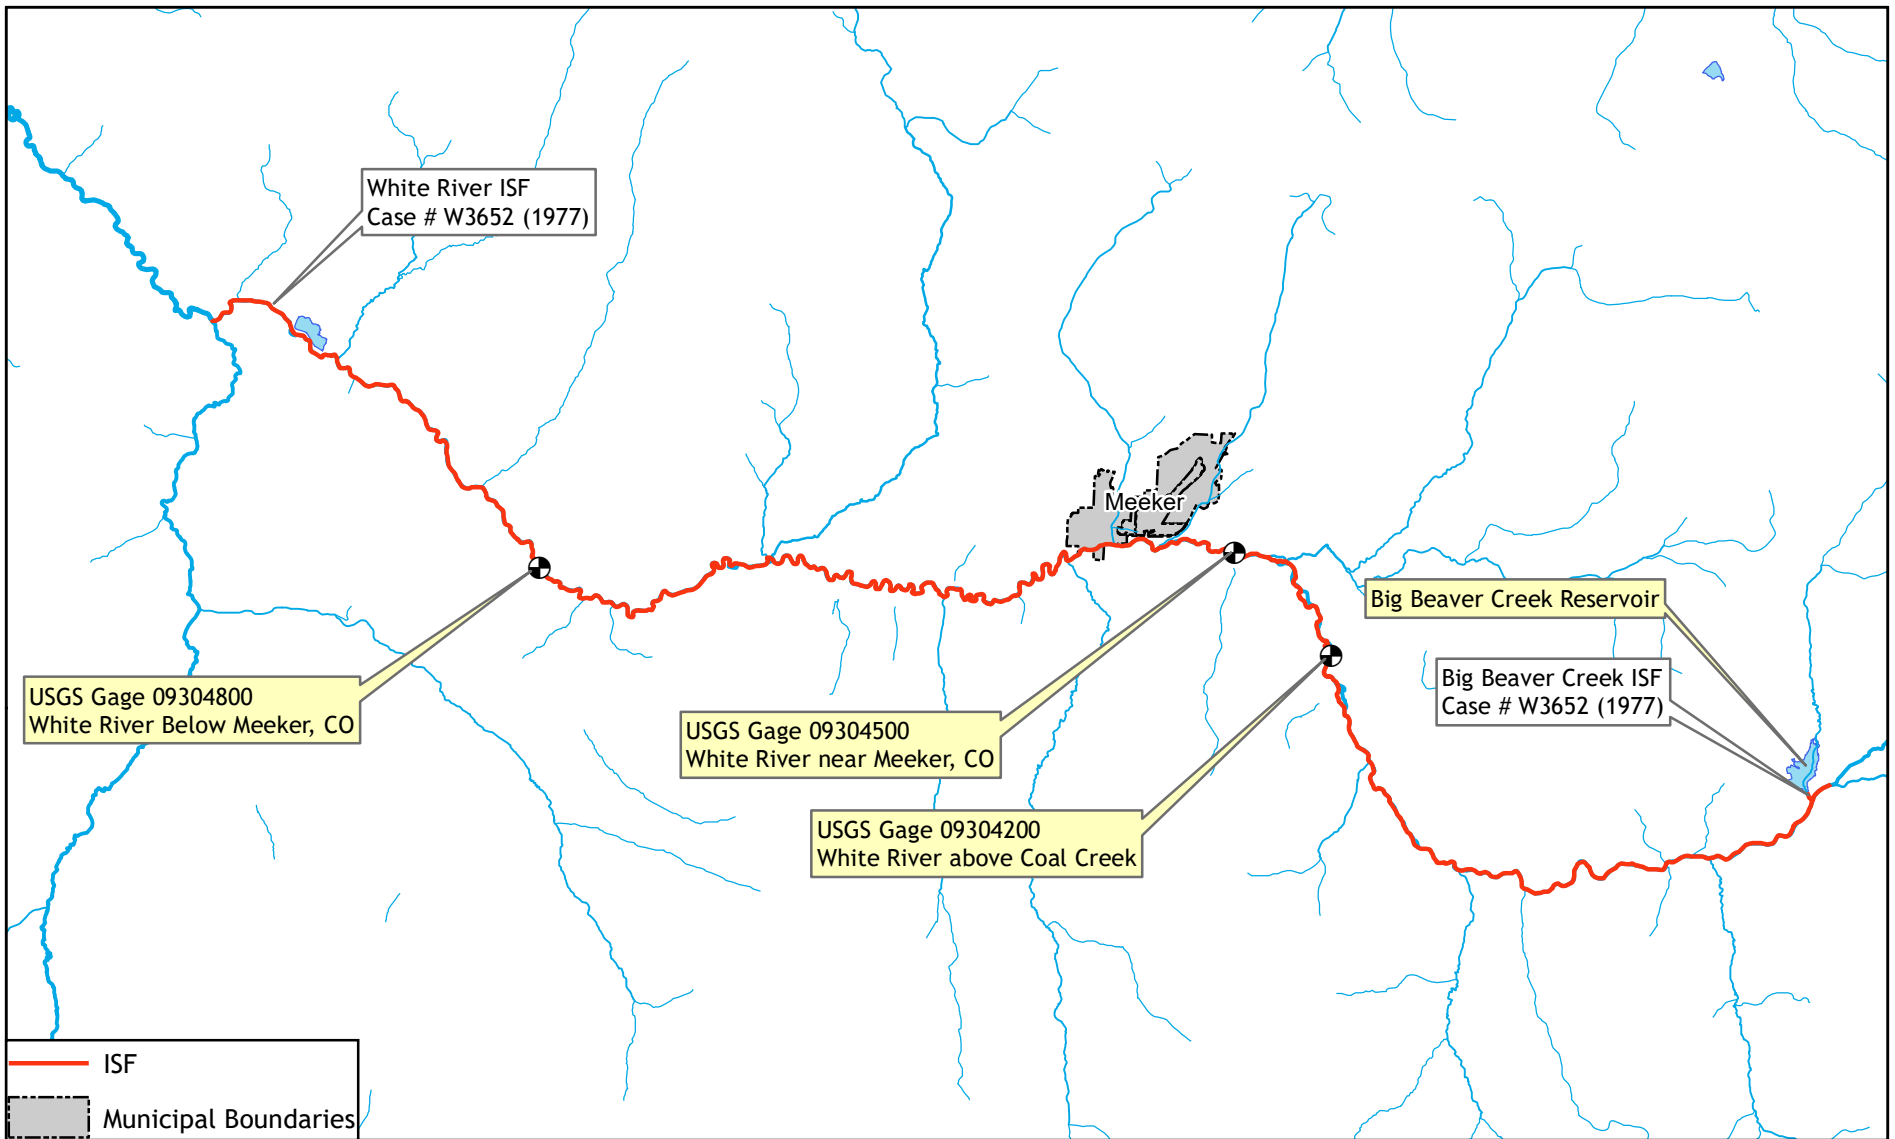 White River ISF
Case # W3652 (1977)
Meeker
Big Beaver Creek Reservoir
Big Beaver Creek ISF
Case # W3652 (1977)
USGS Gage 09304800
White River Below Meeker, CO
USGS Gage 09304500
White River near Meeker, CO
USGS Gage 09304200
White River above Coal Creek
ISF
Municipal Boundaries